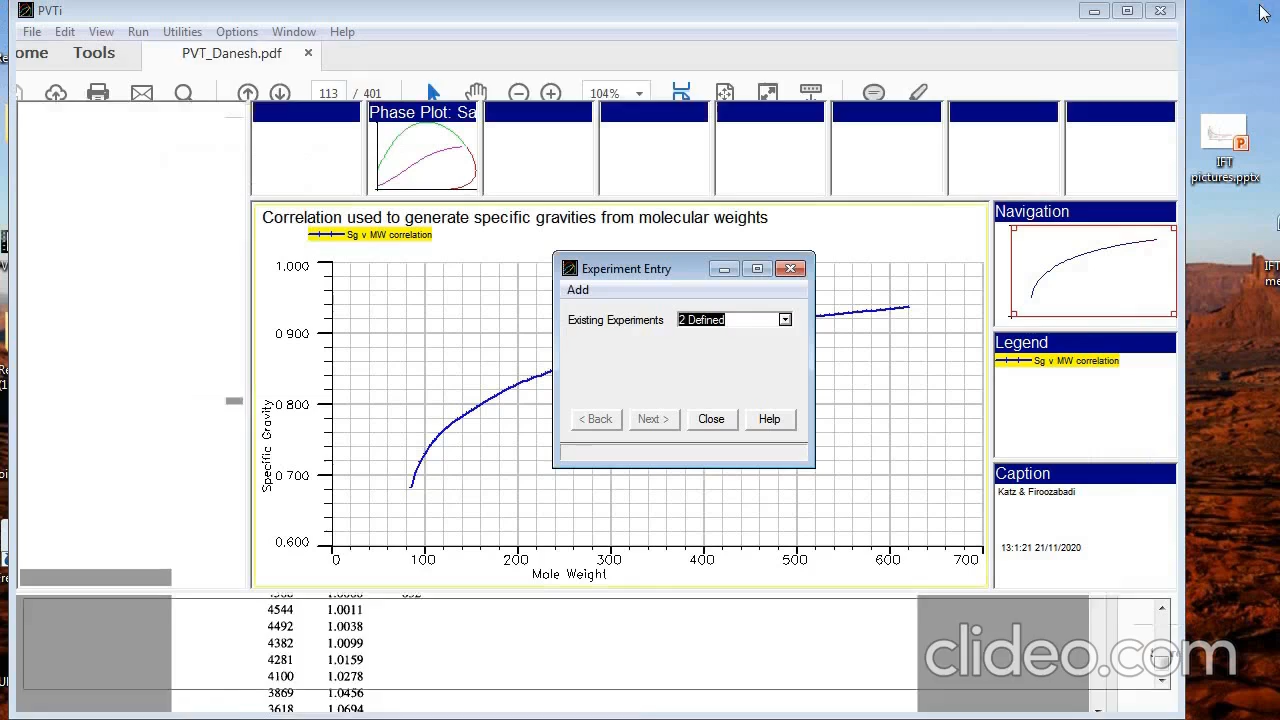 PVTi
File Edit View Run Utilities Options Window Help
ome Tools PVT_Danesh.pdf ×
113 / 401 104%
Phase Plot: Sa
IFT
pictures.pptx
Correlation used to generate specific gravities from molecular weights
Sg v MW correlation
Navigation
Experiment Entry
Add
Existing Experiments 2 Defined
< Back Next > Close Help
1.000
0.900
0.800
0.700
0.600
Specific Gravity
0 100 200 300 400 500 600 700
Mole Weight
Legend
Sg v MW correlation
Caption
Katz & Firoozabadi
13:1:21 21/11/2020
4544 1.0011
4492 1.0038
4382 1.0099
4281 1.0159
4100 1.0278
3869 1.0456
3618 1.0694
clideo.com